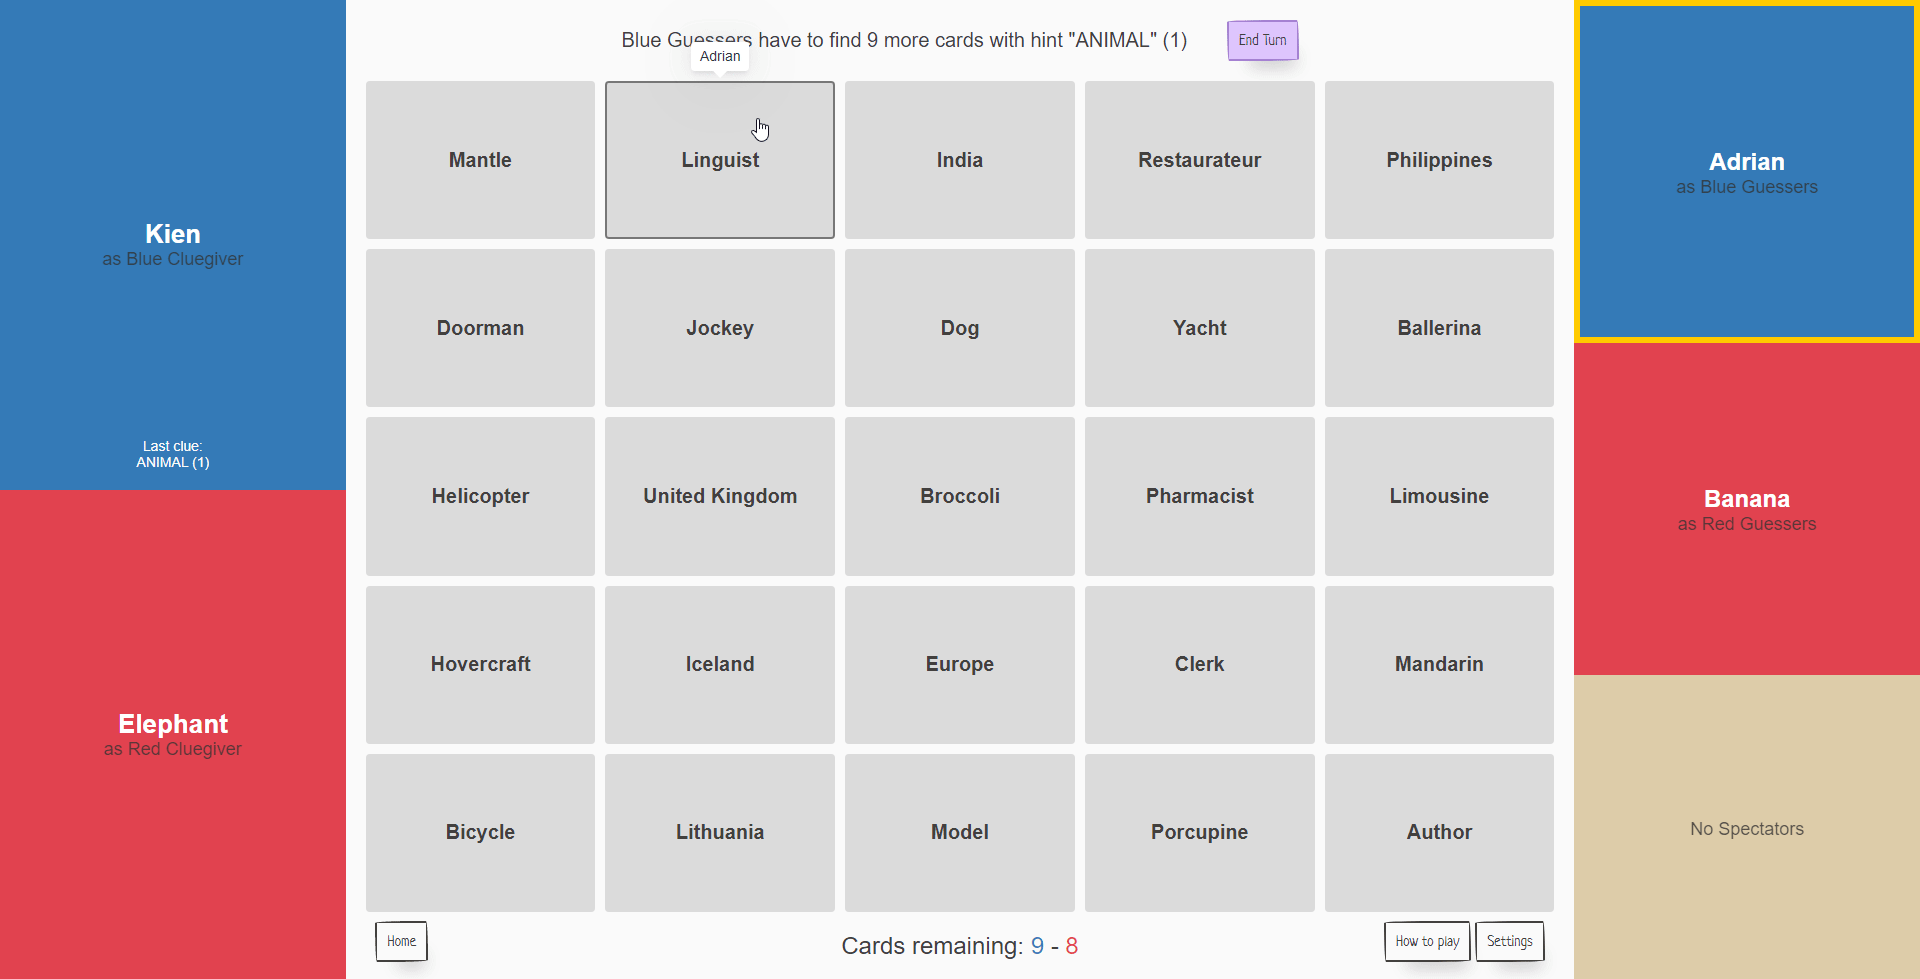 Blue Guessers have to find 9 more cards with hint "ANIMAL" (1)
End Turn
Adrian
Mantle
Linguist
India
Restaurateur
Philippines
Doorman
Jockey
Dog
Yacht
Ballerina
Helicopter
United Kingdom
Broccoli
Pharmacist
Limousine
Hovercraft
Iceland
Europe
Clerk
Mandarin
Bicycle
Lithuania
Model
Porcupine
Author
Home
Cards remaining: 9 - 8
How to play
Settings
Kien
as Blue Cluegiver
Last clue:
ANIMAL (1)
Elephant
as Red Cluegiver
Adrian
as Blue Guessers
Banana
as Red Guessers
No Spectators